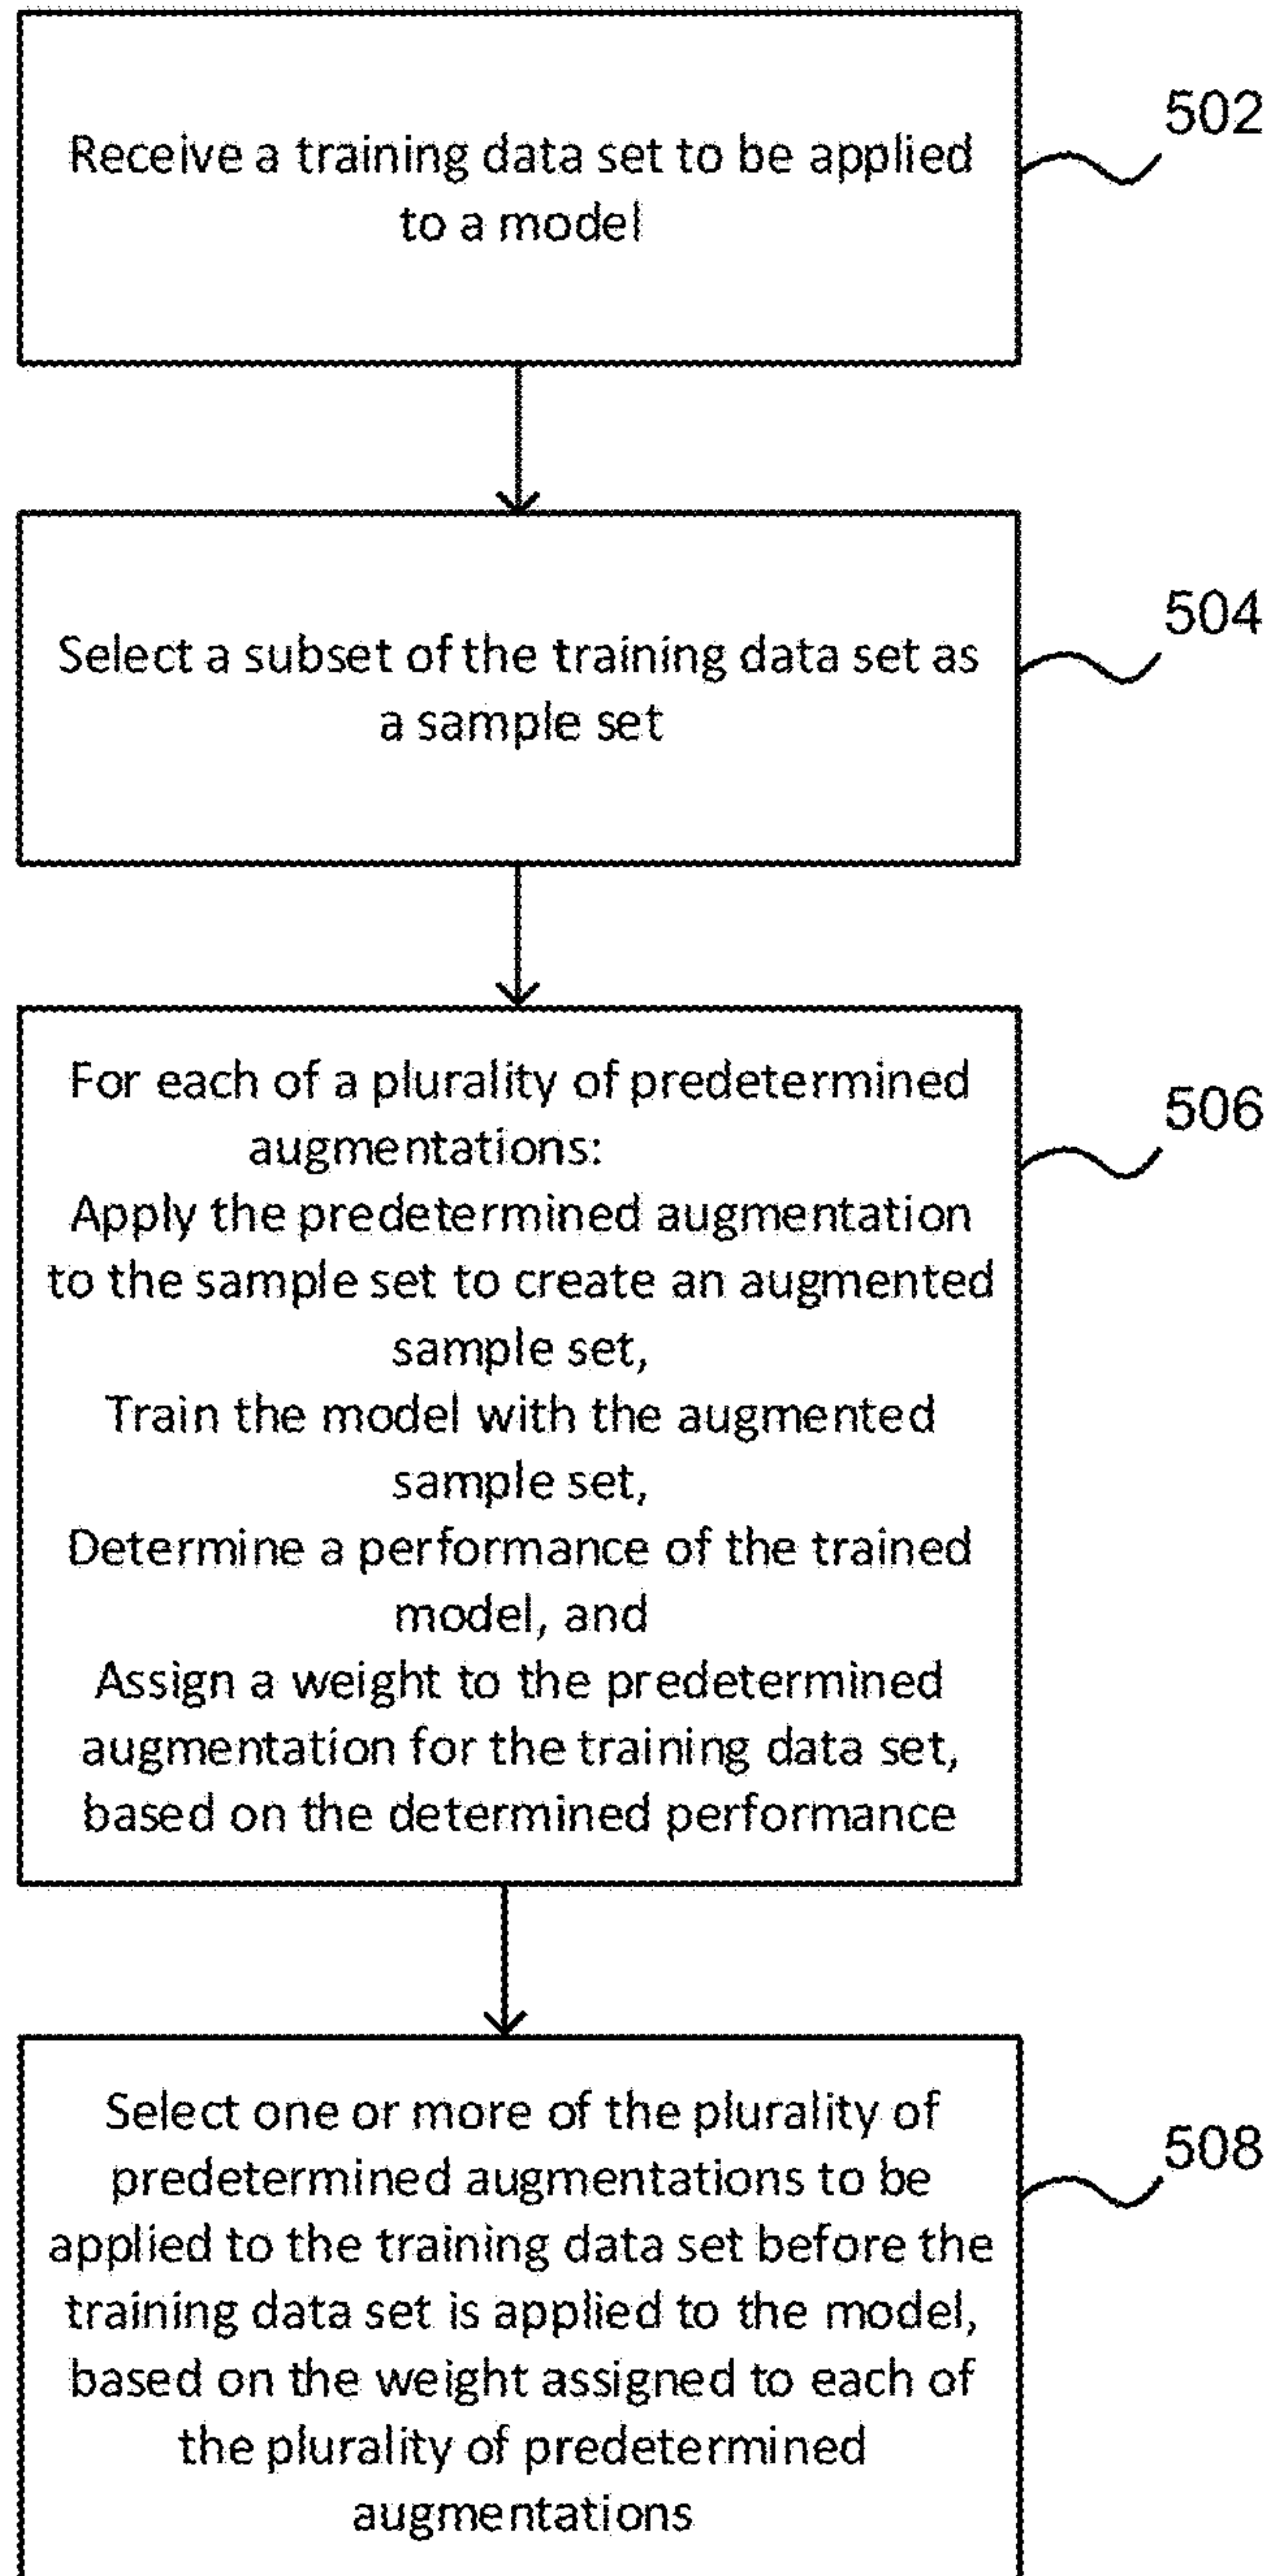 Receive a training data set to be applied
to a model
502
Select a subset of the training data set as
a sample set
504
For each of a plurality of predetermined
augmentations:
Apply the predetermined augmentation
to the sample set to create an augmented
sample set,
Train the model with the augmented
sample set,
Determine a performance of the trained
model, and
Assign a weight to the predetermined
augmentation for the training data set,
based on the determined performance
506
Select one or more of the plurality of
predetermined augmentations to be
applied to the training data set before the
training data set is applied to the model,
based on the weight assigned to each of
the plurality of predetermined
augmentations
508